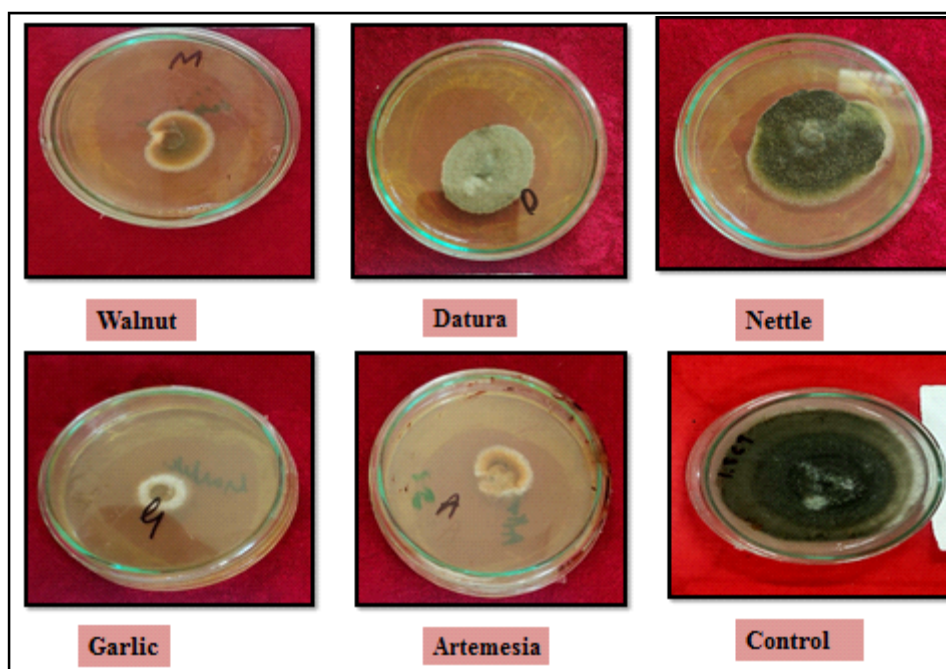 M
D
Walnut
Datura
Nettle
G
A
Garlic
Artemesia
Control